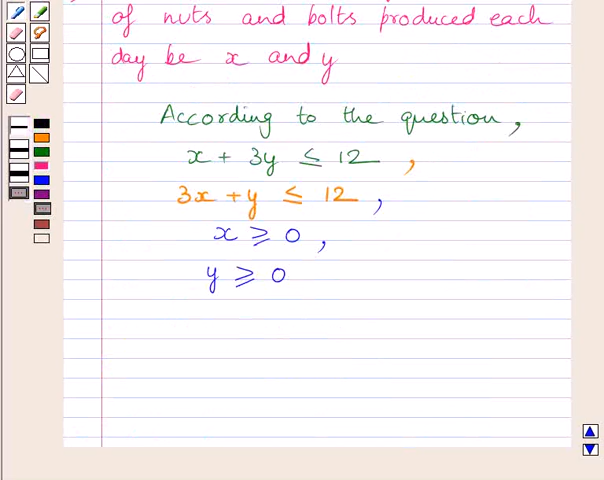 of nuts and bolts produced each
day be x and y
According to the question,
x + 3y ≤ 12 ,
3x + y ≤ 12 ,
x ≥ 0 ,
y ≥ 0